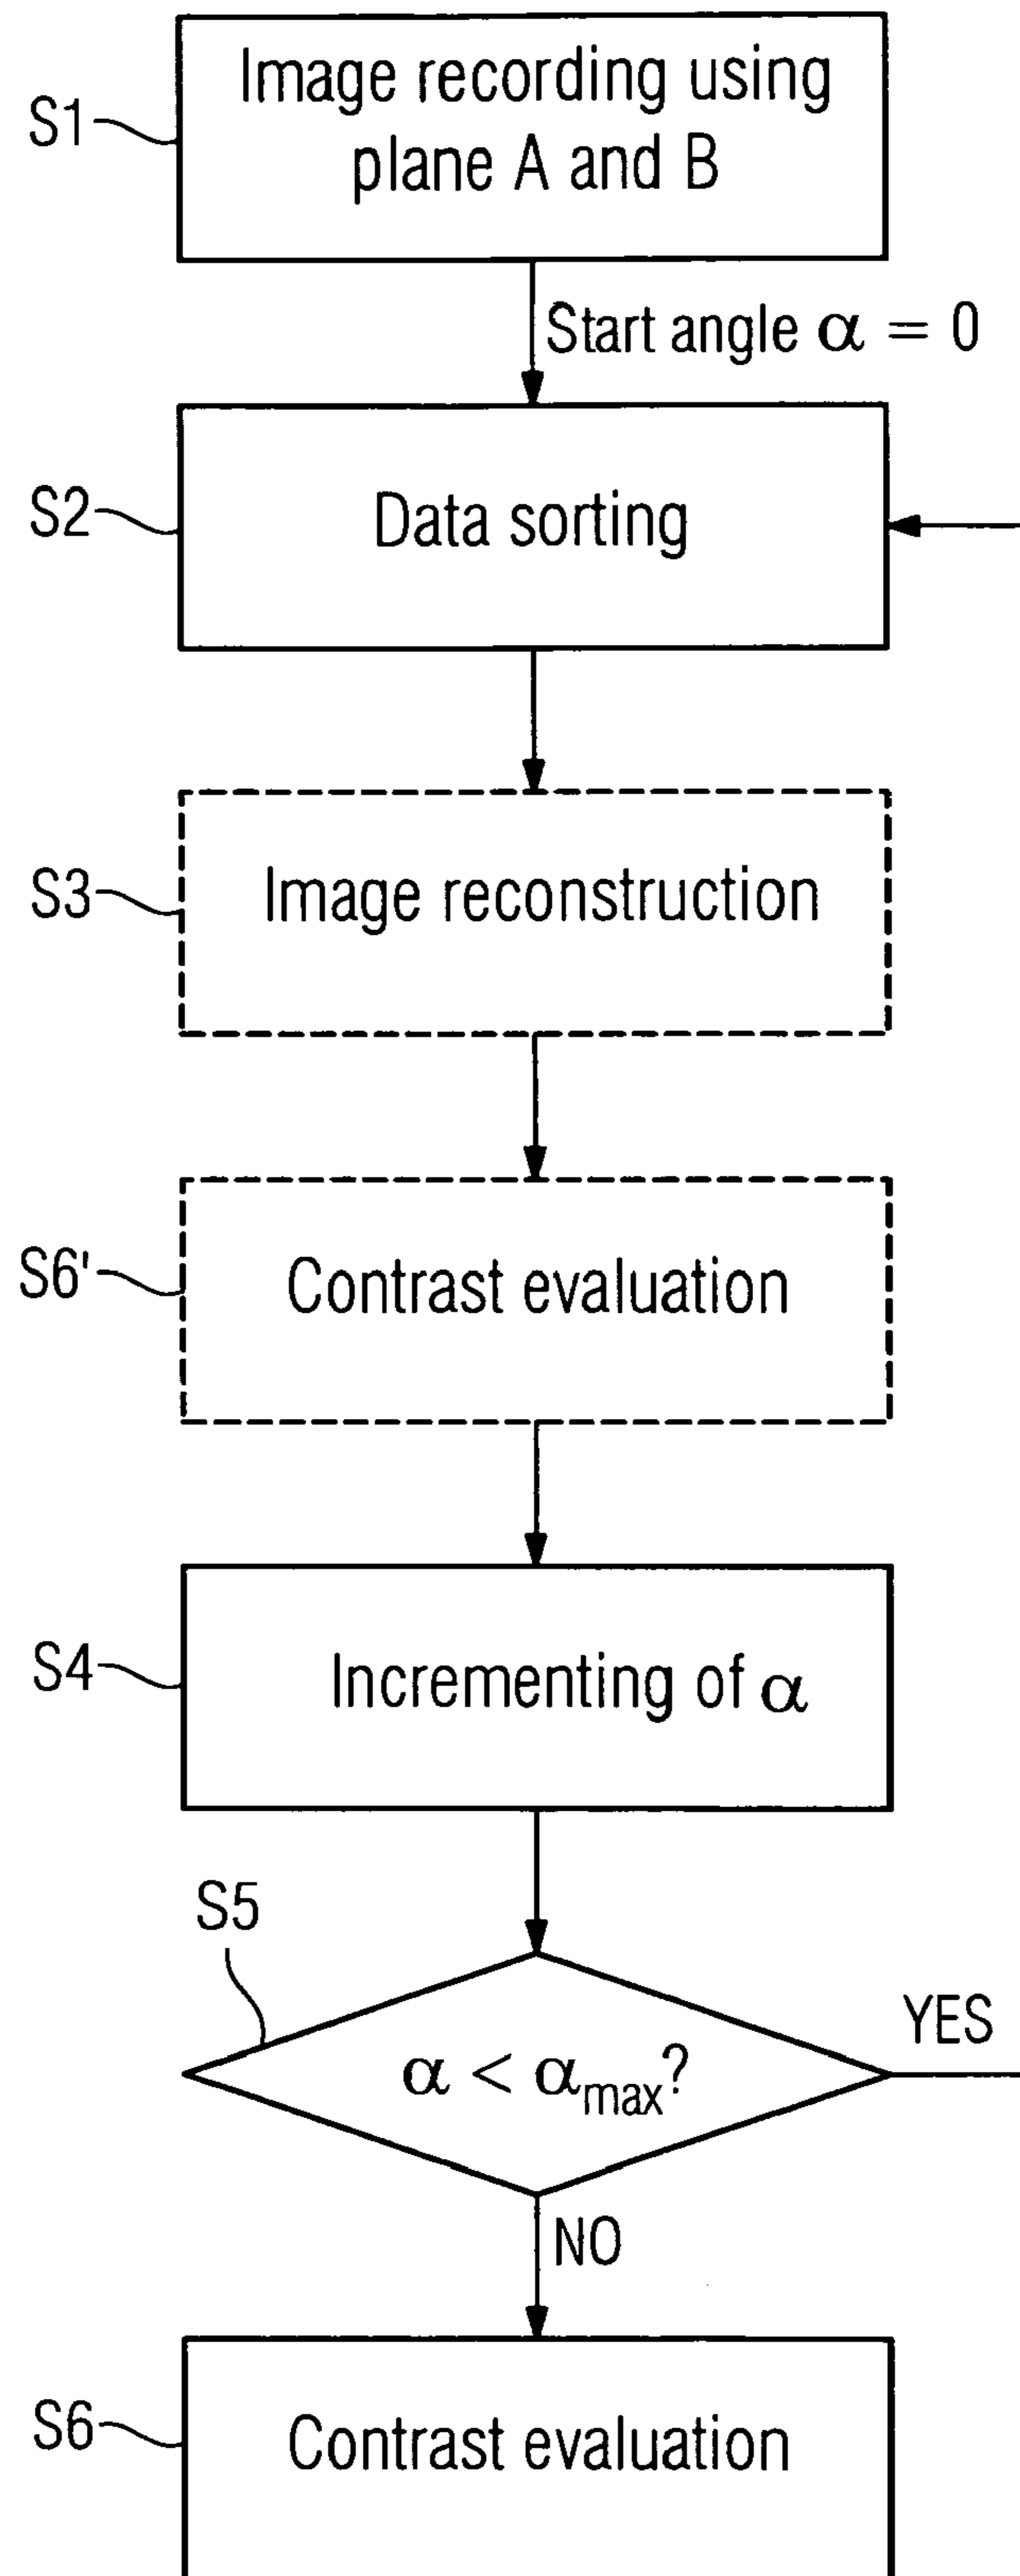 S1
Image recording using
plane A and B
Start angle α = 0
S2
Data sorting
S3
Image reconstruction
S6'
Contrast evaluation
S4
Incrementing of α
S5
α < αmax?
YES
NO
S6
Contrast evaluation